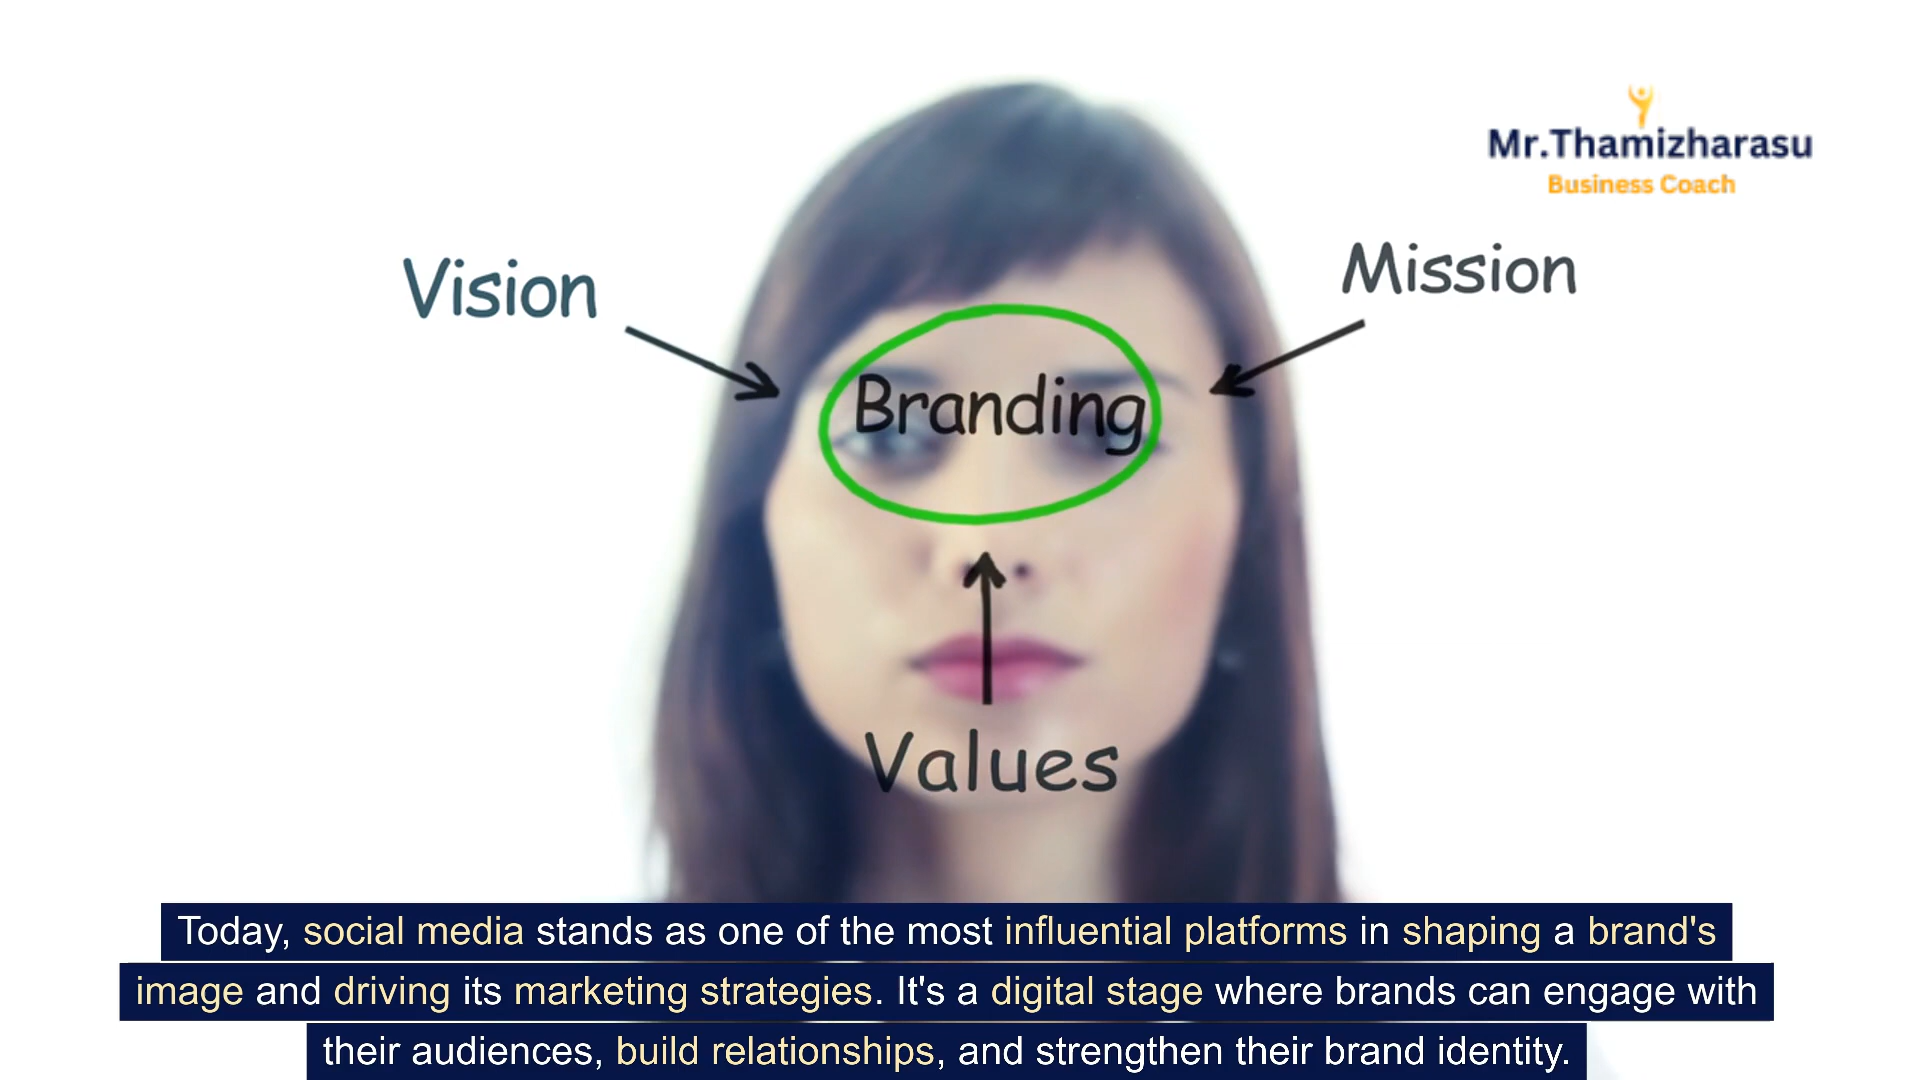 Mr.Thamizharasu
Business Coach
Vision
Mission
Branding
Values
Today, social media stands as one of the most influential platforms in shaping a brand's
image and driving its marketing strategies. It's a digital stage where brands can engage with
their audiences, build relationships, and strengthen their brand identity.